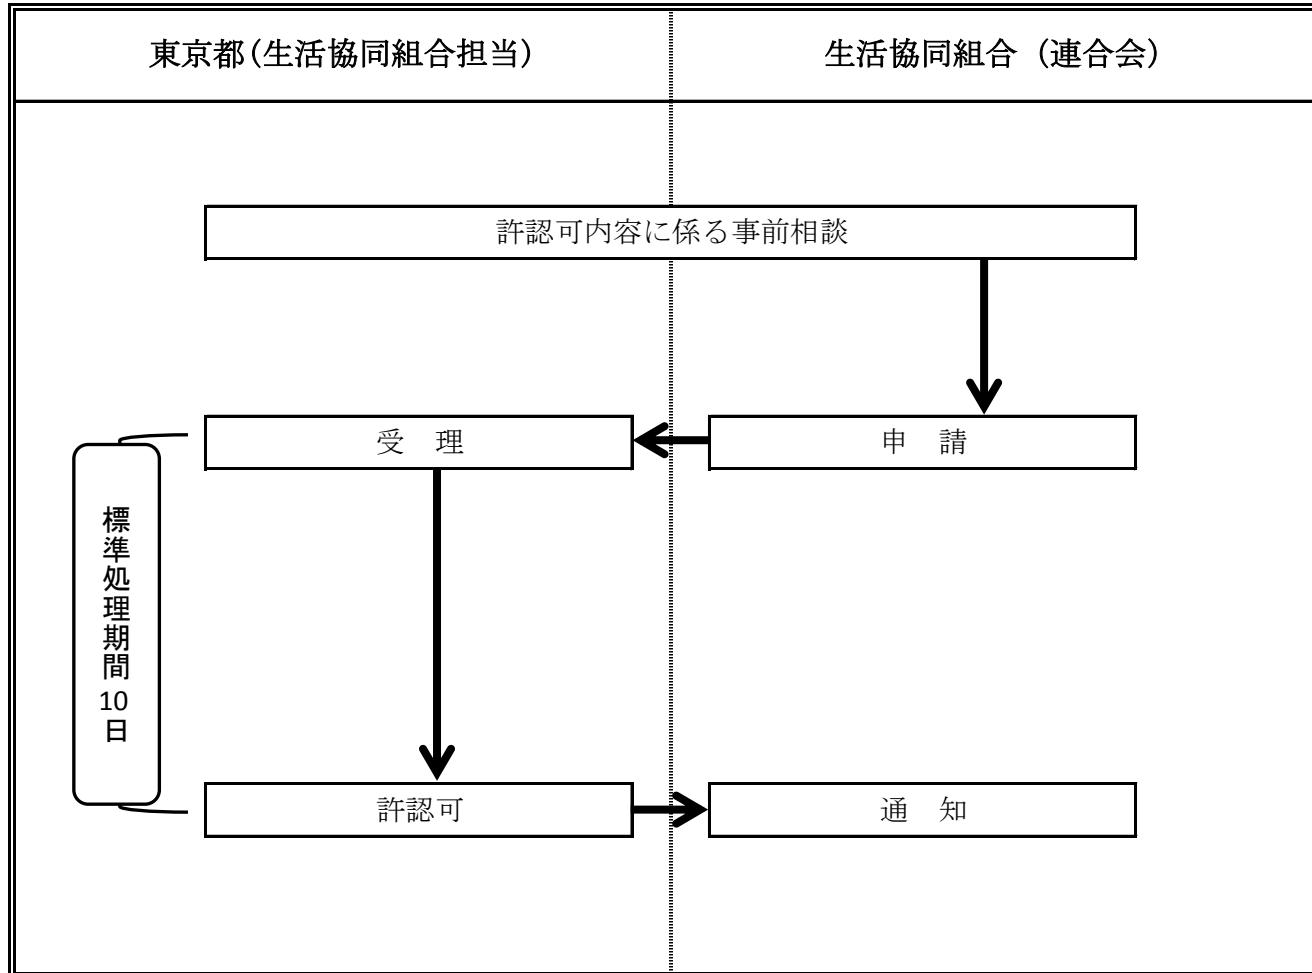 東京都(生活協同組合担当)
生活協同組合（連合会）
許認可内容に係る事前相談
受　理
申　請
標準処理期間10日
許認可
通　知